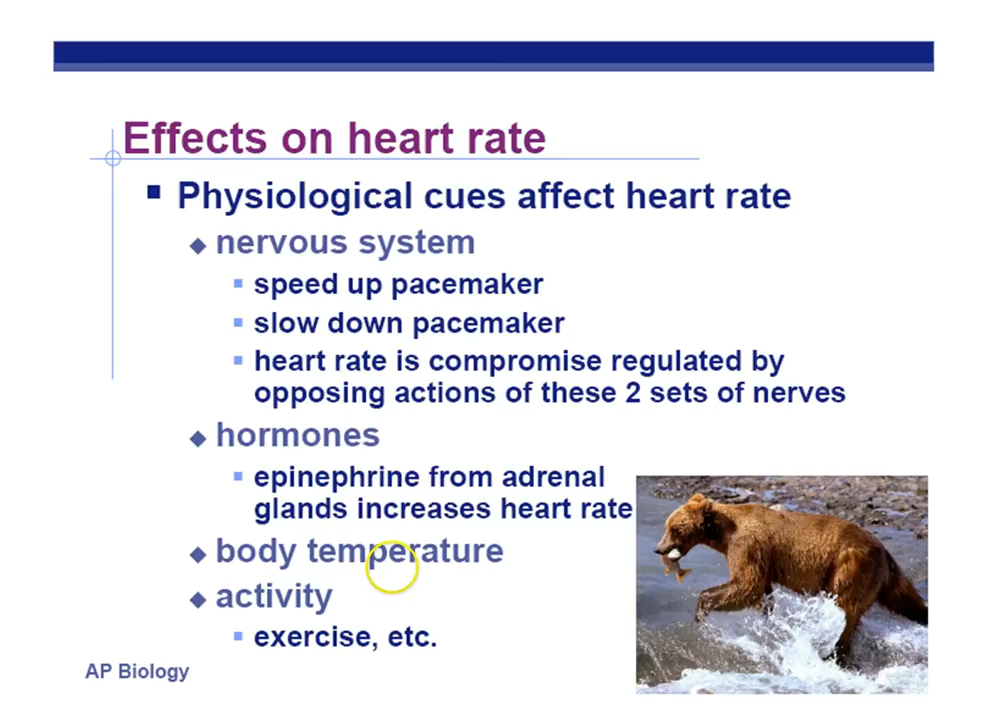 Effects on heart rate
Physiological cues affect heart rate
nervous system
speed up pacemaker
slow down pacemaker
heart rate is compromise regulated by
opposing actions of these 2 sets of nerves
hormones
epinephrine from adrenal
glands increases heart rate
body temperature
activity
exercise, etc.
AP Biology